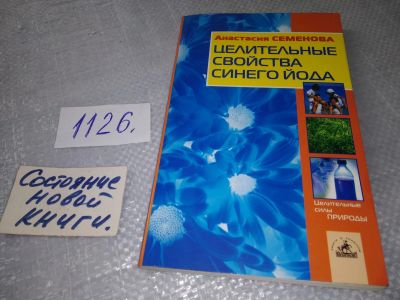 Анастасия СЕМЕНОВА
ЦЕЛИТЕЛЬНЫЕ
СВОЙСТВА
СИНЕГО ЙОДА
1126.
Состояние
новой
книги.
Целительные
силы
ПРИРОДЫ